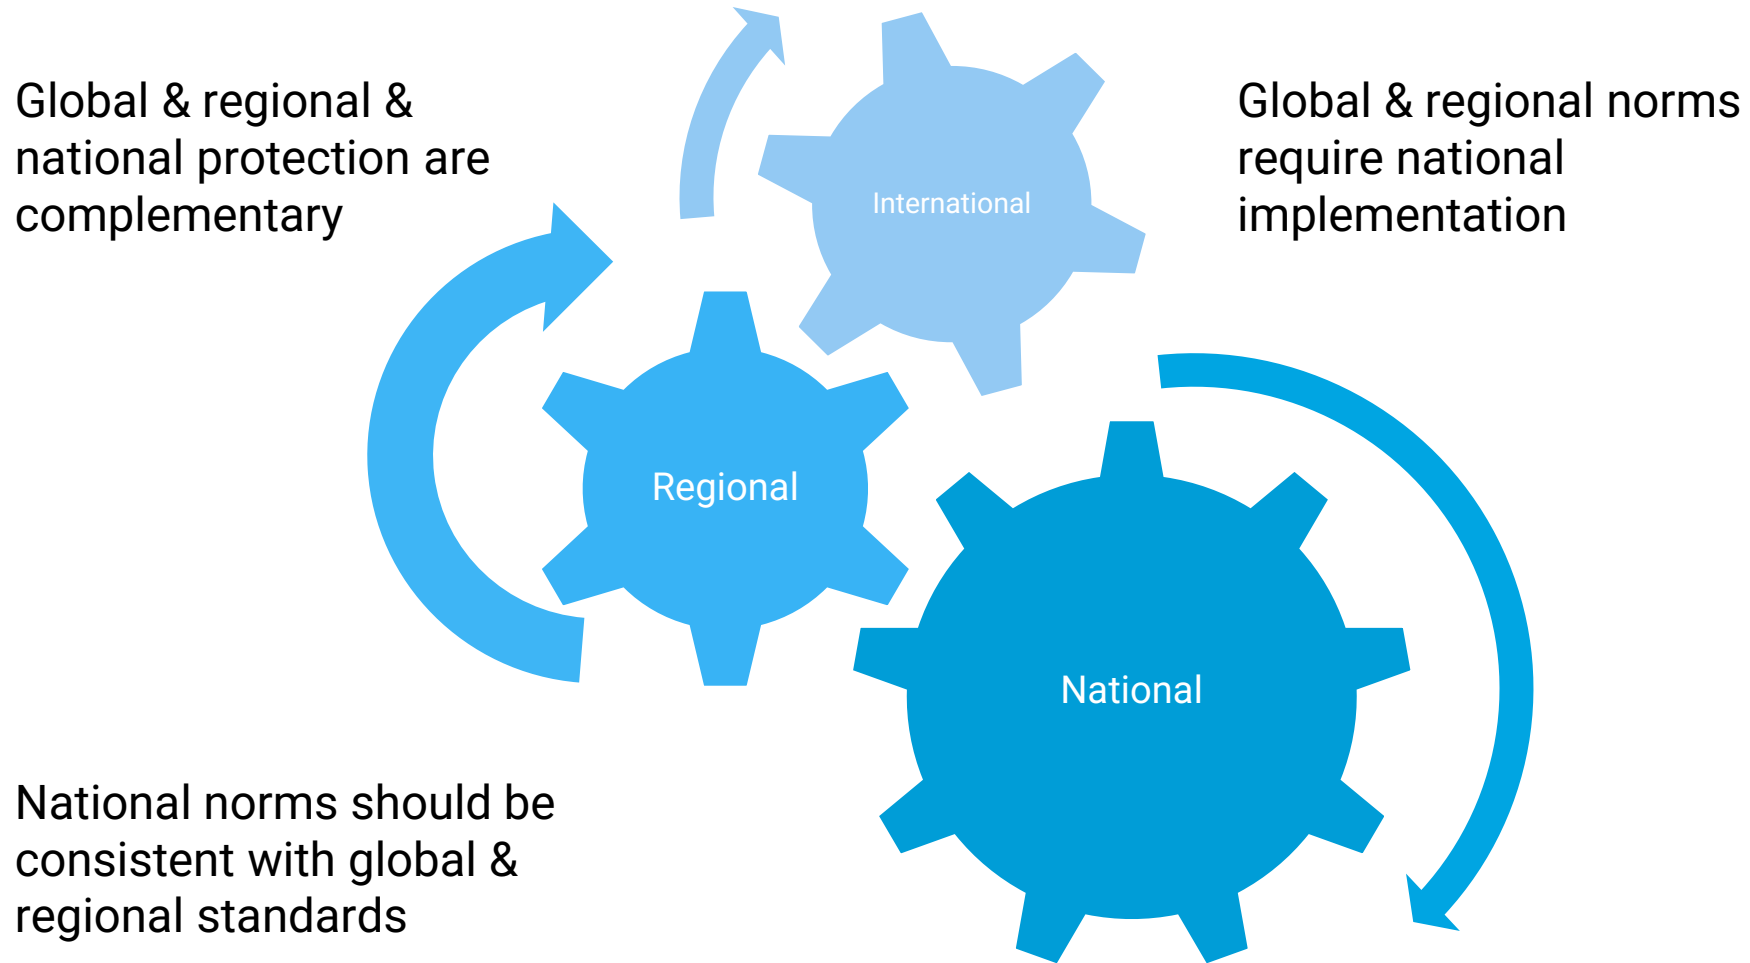 Global & regional &
national protection are
complementary
Global & regional norms
require national
implementation
International
Regional
National
National norms should be
consistent with global &
regional standards